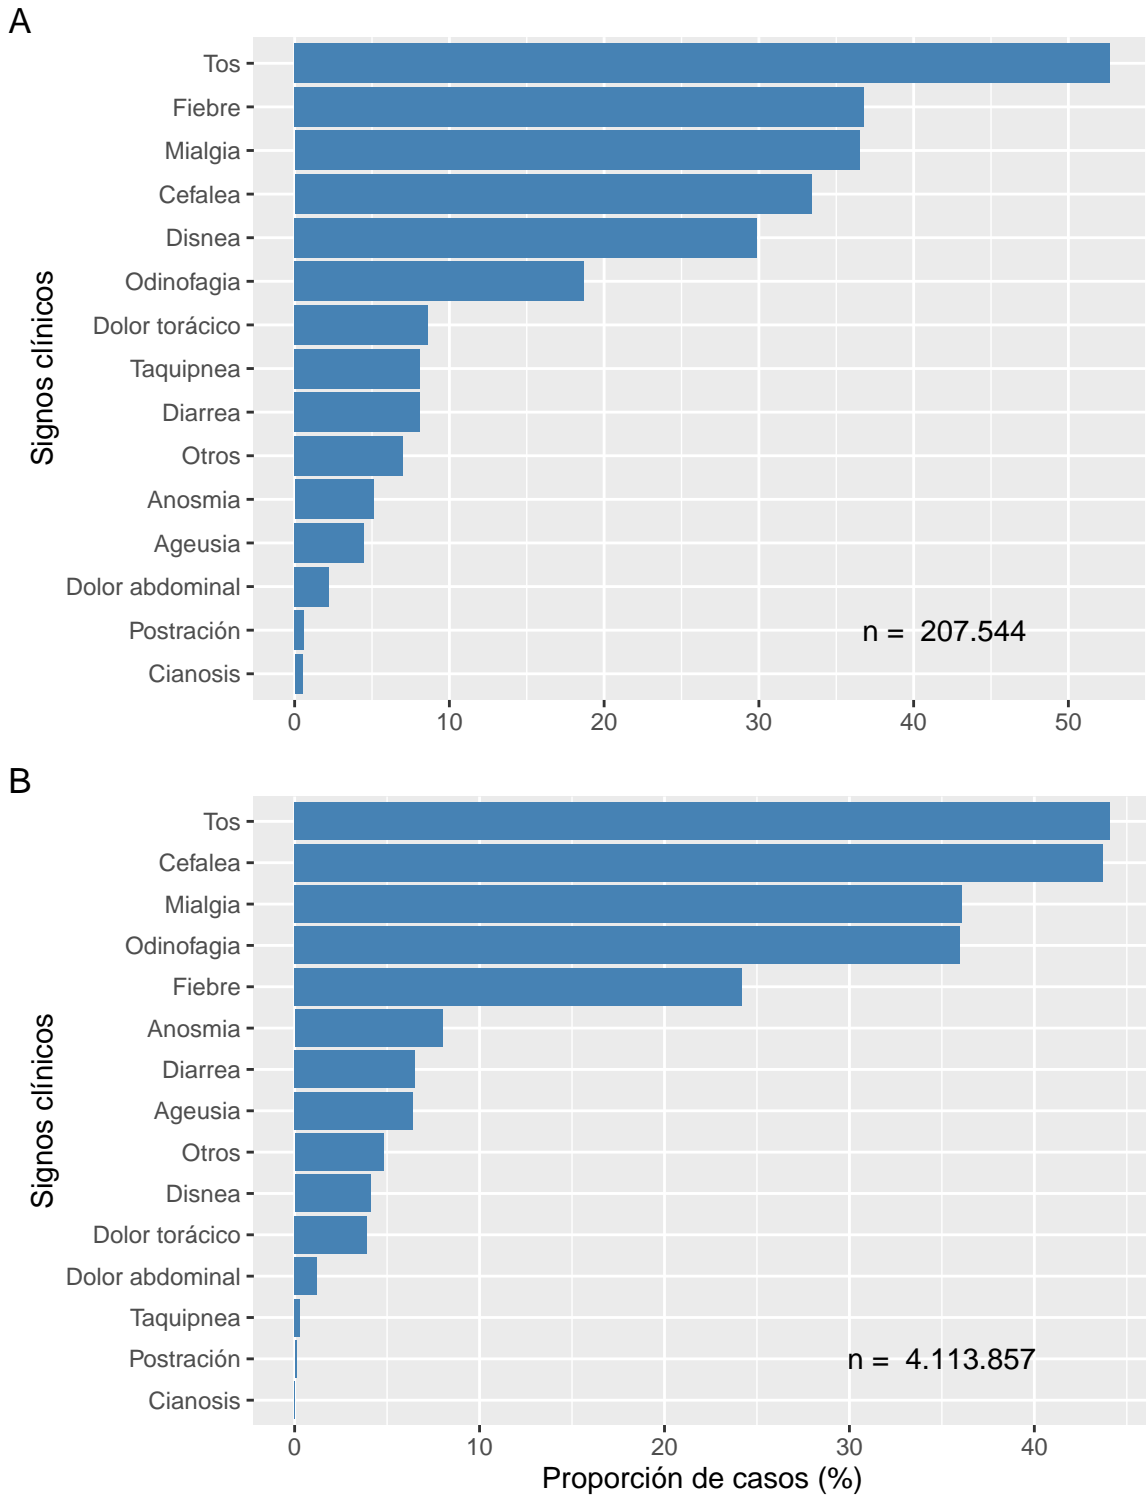 A
Signos clínicos
Tos
Fiebre
Mialgia
Cefalea
Disnea
Odinofagia
Dolor torácico
Taquipnea
Diarrea
Otros
Anosmia
Ageusia
Dolor abdominal
Postración
Cianosis
n = 207.544
0 10 20 30 40 50
B
Signos clínicos
Tos
Cefalea
Mialgia
Odinofagia
Fiebre
Anosmia
Diarrea
Ageusia
Otros
Disnea
Dolor torácico
Dolor abdominal
Taquipnea
Postración
Cianosis
n = 4.113.857
0 10 20 30 40
Proporción de casos (%)